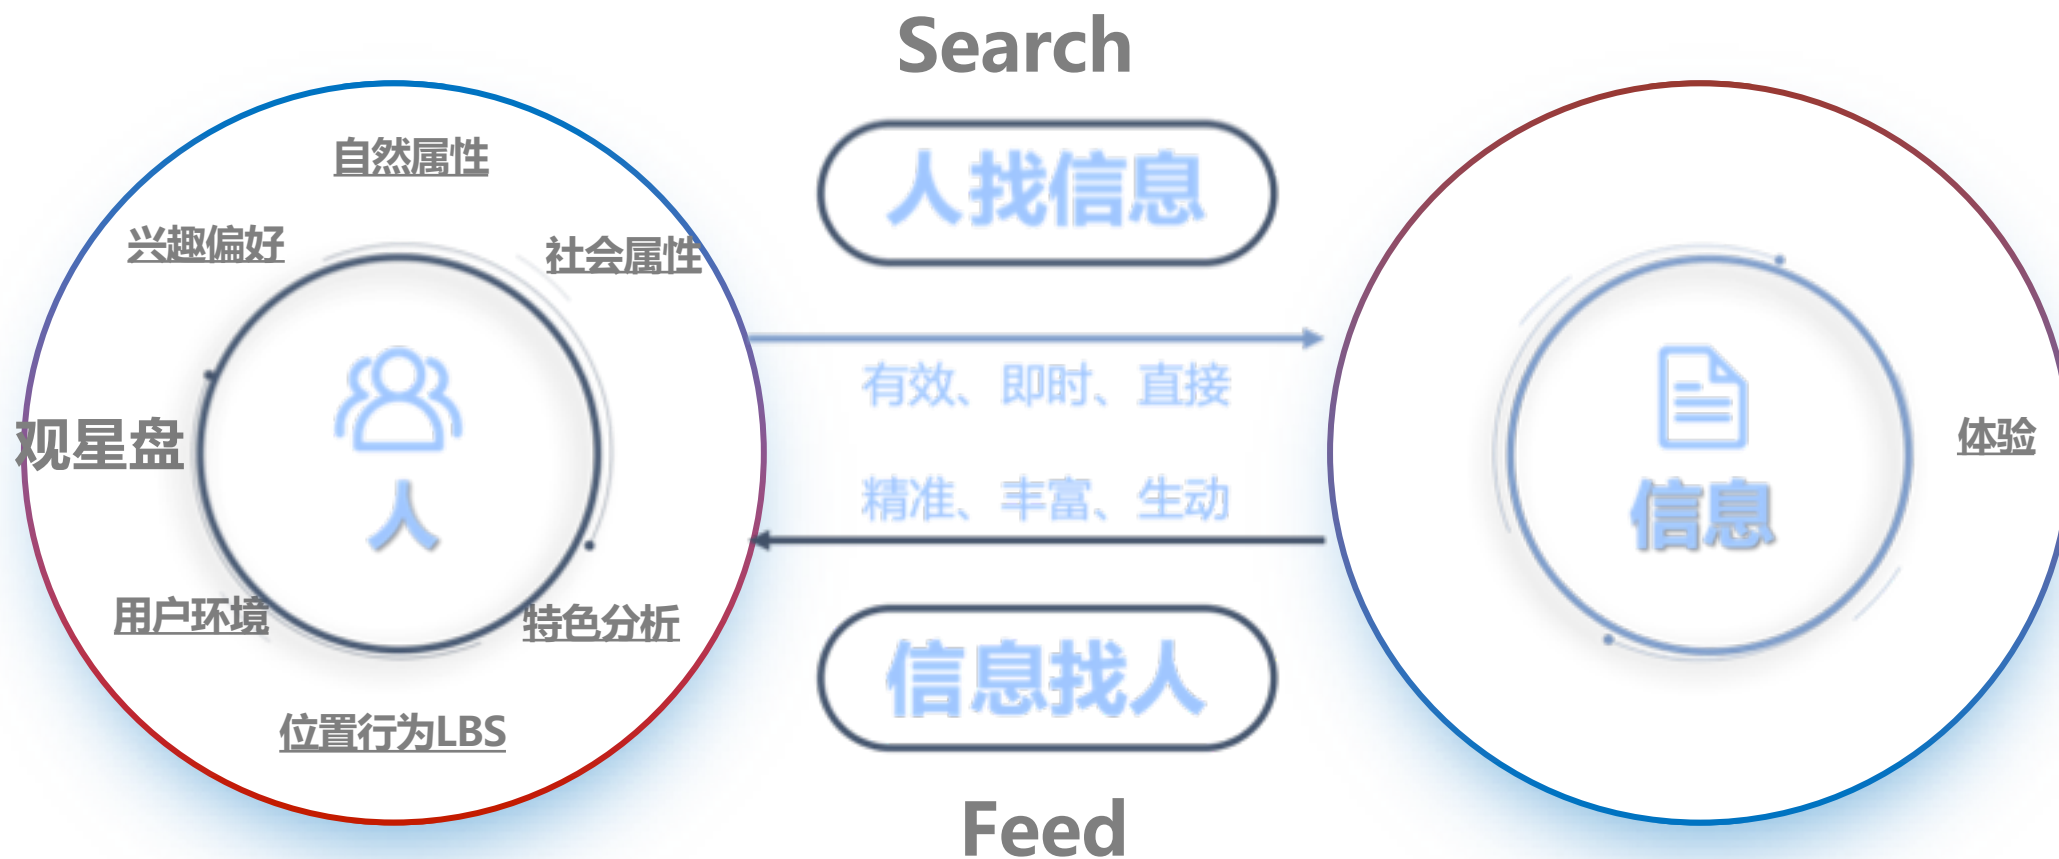 Search
人找信息
自然属性
兴趣偏好
社会属性
有效、即时、直接
观星盘
人
信息
体验
精准、丰富、生动
用户环境
特色分析
信息找人
位置行为LBS
Feed